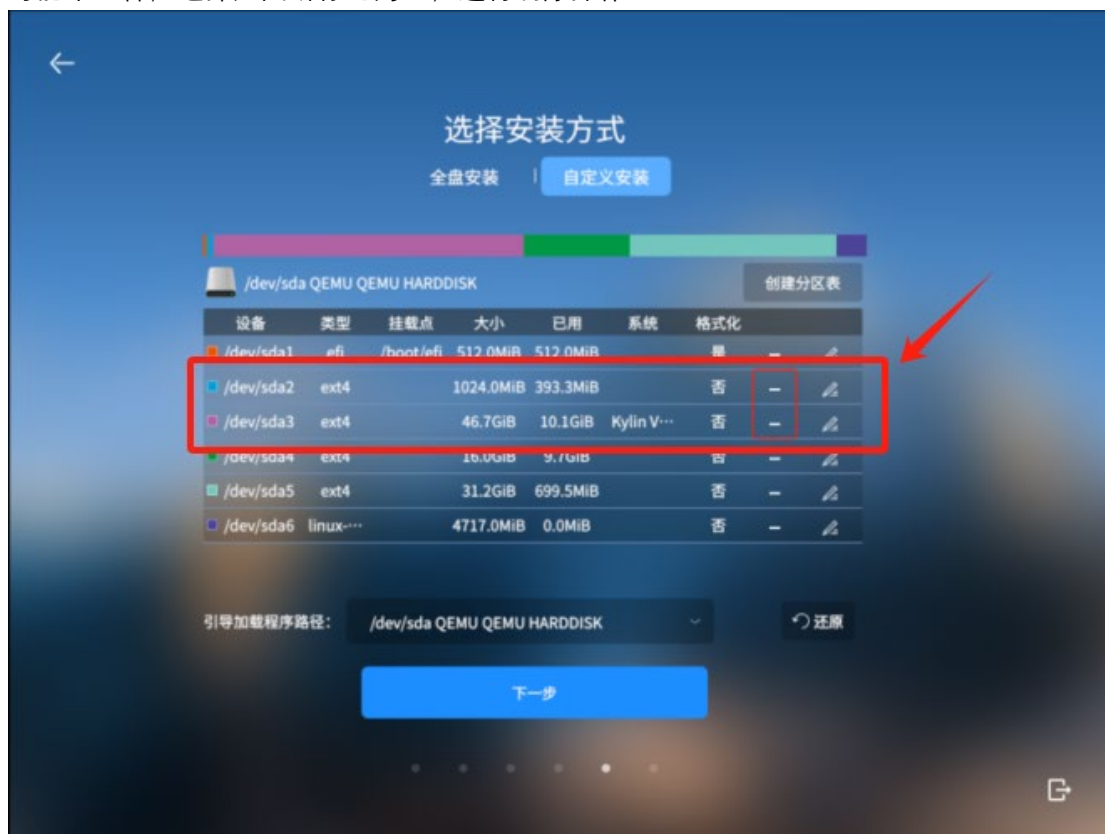 选择安装方式
全盘安装 | 自定义安装
/dev/sda QEMU QEMU HARDDISK 创建分区表
设备 类型 挂载点 大小 已用 系统 格式化
/dev/sda1 efi /boot/efi 512.0MiB 512.0MiB 是 –
/dev/sda2 ext4 1024.0MiB 393.3MiB 否 –
/dev/sda3 ext4 46.7GiB 10.1GiB Kylin V··· 否 –
/dev/sda4 ext4 16.0GiB 9.7GiB 否 –
/dev/sda5 ext4 31.2GiB 699.5MiB 否 –
/dev/sda6 linux-··· 4717.0MiB 0.0MiB 否 –
引导加载程序路径: /dev/sda QEMU QEMU HARDDISK 还原
下一步